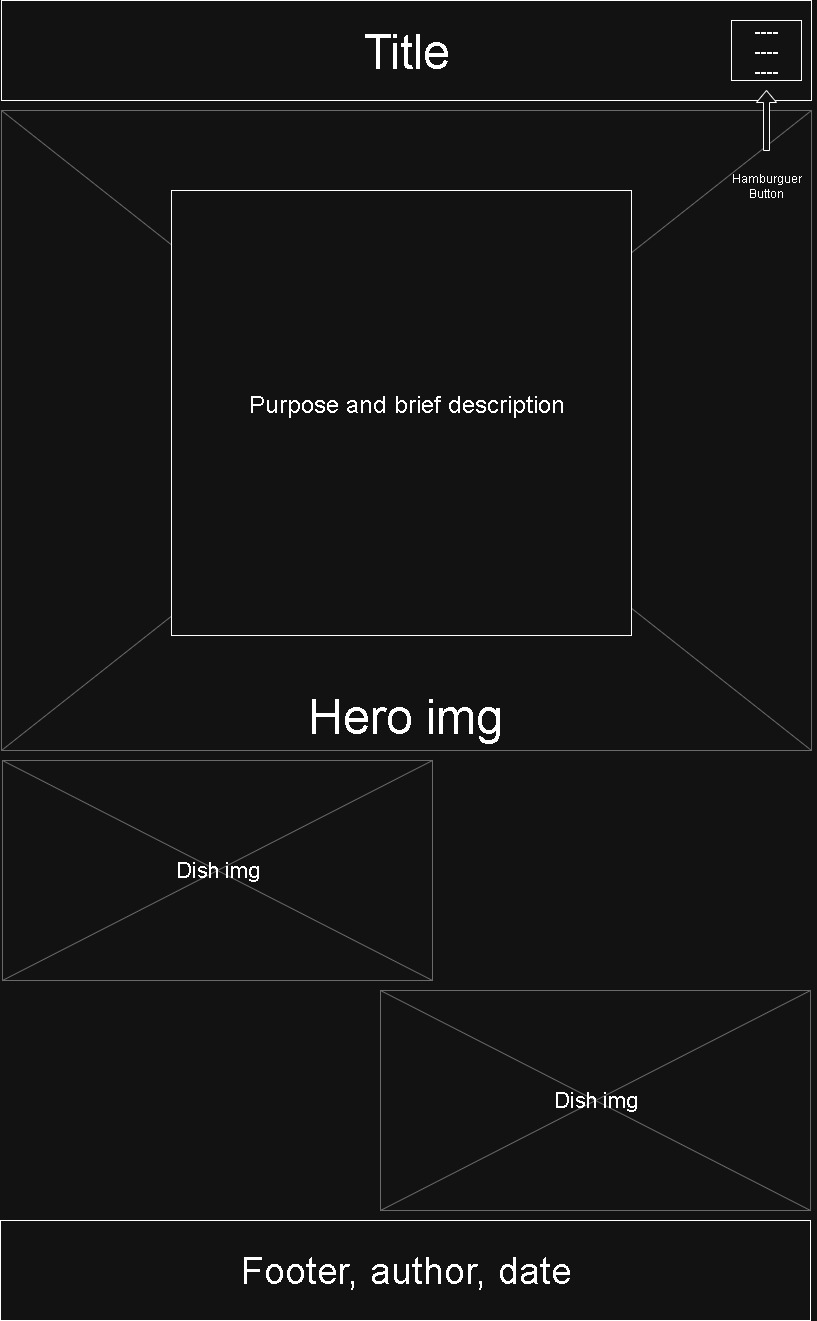 Title
----
----
----
Hamburguer
Button
Purpose and brief description
Hero img
Dish img
Dish img
Footer, author, date